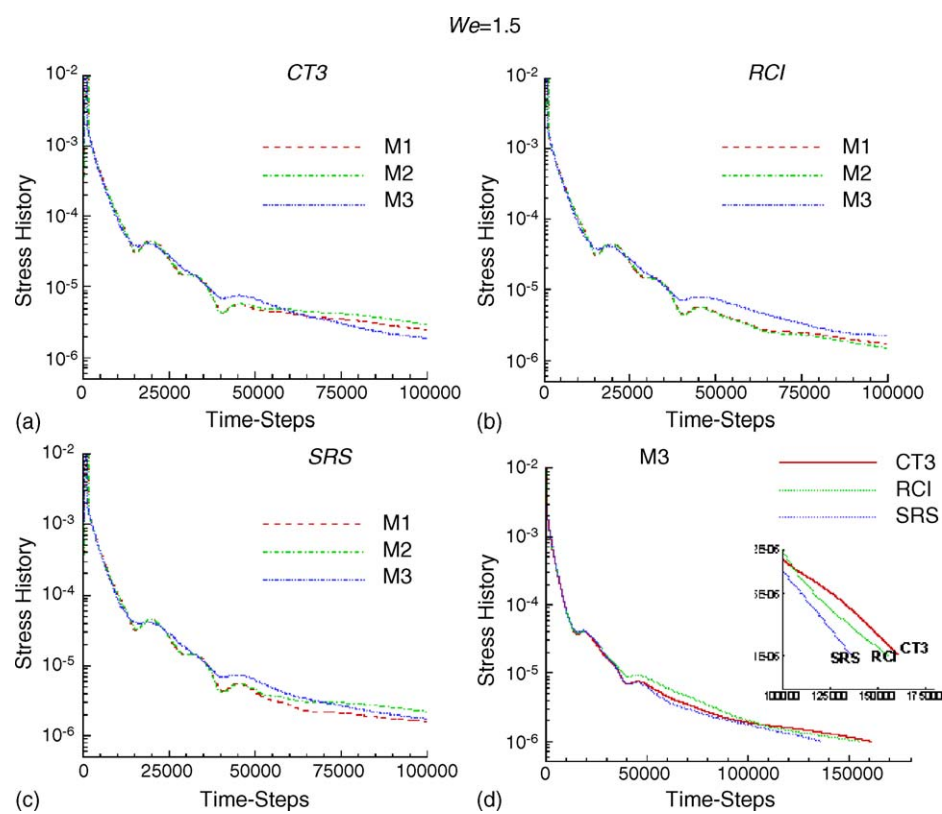 We=1.5
CT3
10-2
10-3
10-4
10-5
10-6
Stress History
M1
M2
M3
0 25000 50000 75000 100000
Time-Steps
(a)
RCI
10-2
10-3
10-4
10-5
10-6
Stress History
M1
M2
M3
0 25000 50000 75000 100000
Time-Steps
(b)
SRS
10-2
10-3
10-4
10-5
10-6
Stress History
M1
M2
M3
0 25000 50000 75000 100000
Time-Steps
(c)
M3
10-2
10-3
10-4
10-5
10-6
Stress History
CT3
RCI
SRS
SRS RCI CT3
0 50000 100000 150000
Time-Steps
(d)